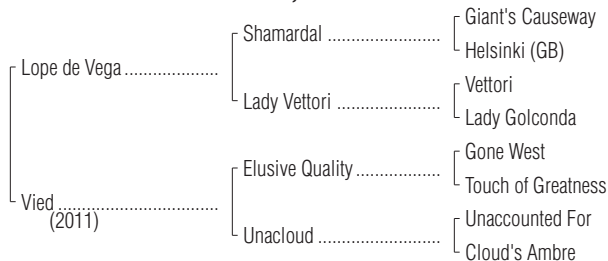 Giant's Causeway
Shamardal ....................
Helsinki (GB)
Lope de Vega ...................
Vettori
Lady Vettori ..................
Lady Golconda
Gone West
Elusive Quality ................
Touch of Greatness
Vied.................................
(2011)
Unaccounted For
Unacloud ......................
Cloud's Ambre